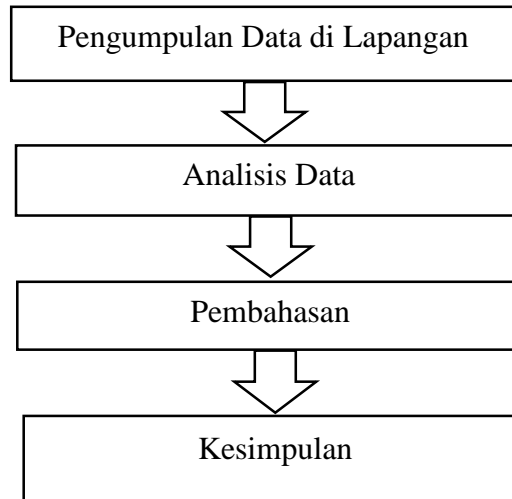 Pengumpulan Data di Lapangan
Analisis Data
Pembahasan
Kesimpulan